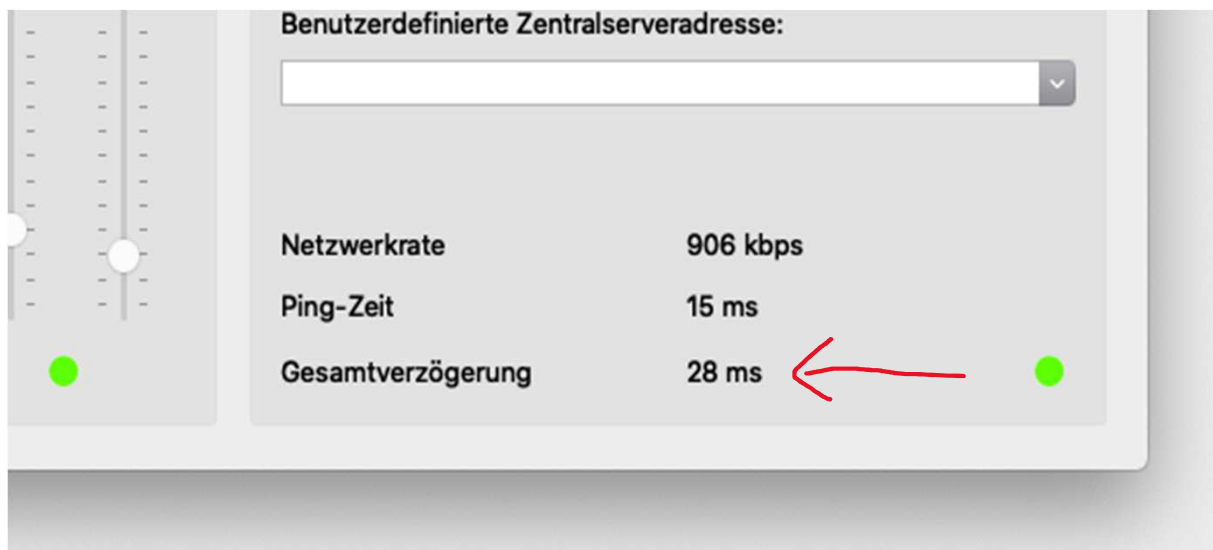 Benutzerdefinierte Zentralserveradresse:
Netzwerkrate 906 kbps
Ping-Zeit 15 ms
Gesamtverzögerung 28 ms